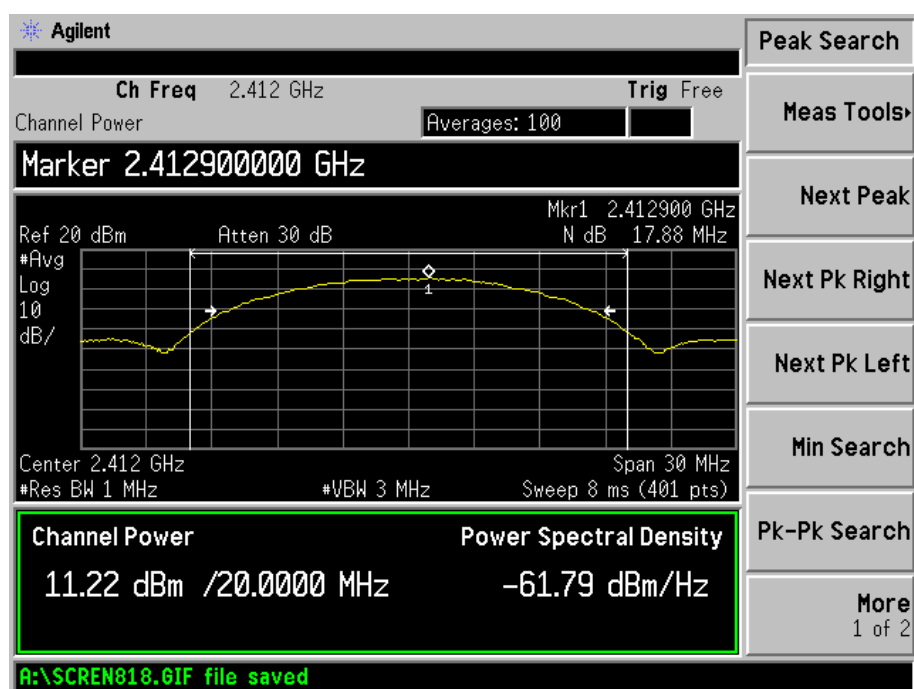 Agilent
Ch Freq 2.412 GHz Trig Free
Channel Power Averages: 100
Marker 2.412900000 GHz
Mkr1 2.412900 GHz
Ref 20 dBm Atten 30 dB N dB 17.88 MHz
#Avg
Log
10
dB/
1
Center 2.412 GHz Span 30 MHz
#Res BW 1 MHz #VBW 3 MHz Sweep 8 ms (401 pts)
Channel Power Power Spectral Density
11.22 dBm /20.0000 MHz -61.79 dBm/Hz
A:\SCREN818.GIF file saved
Peak Search
Meas Tools
Next Peak
Next Pk Right
Next Pk Left
Min Search
Pk-Pk Search
More
1 of 2